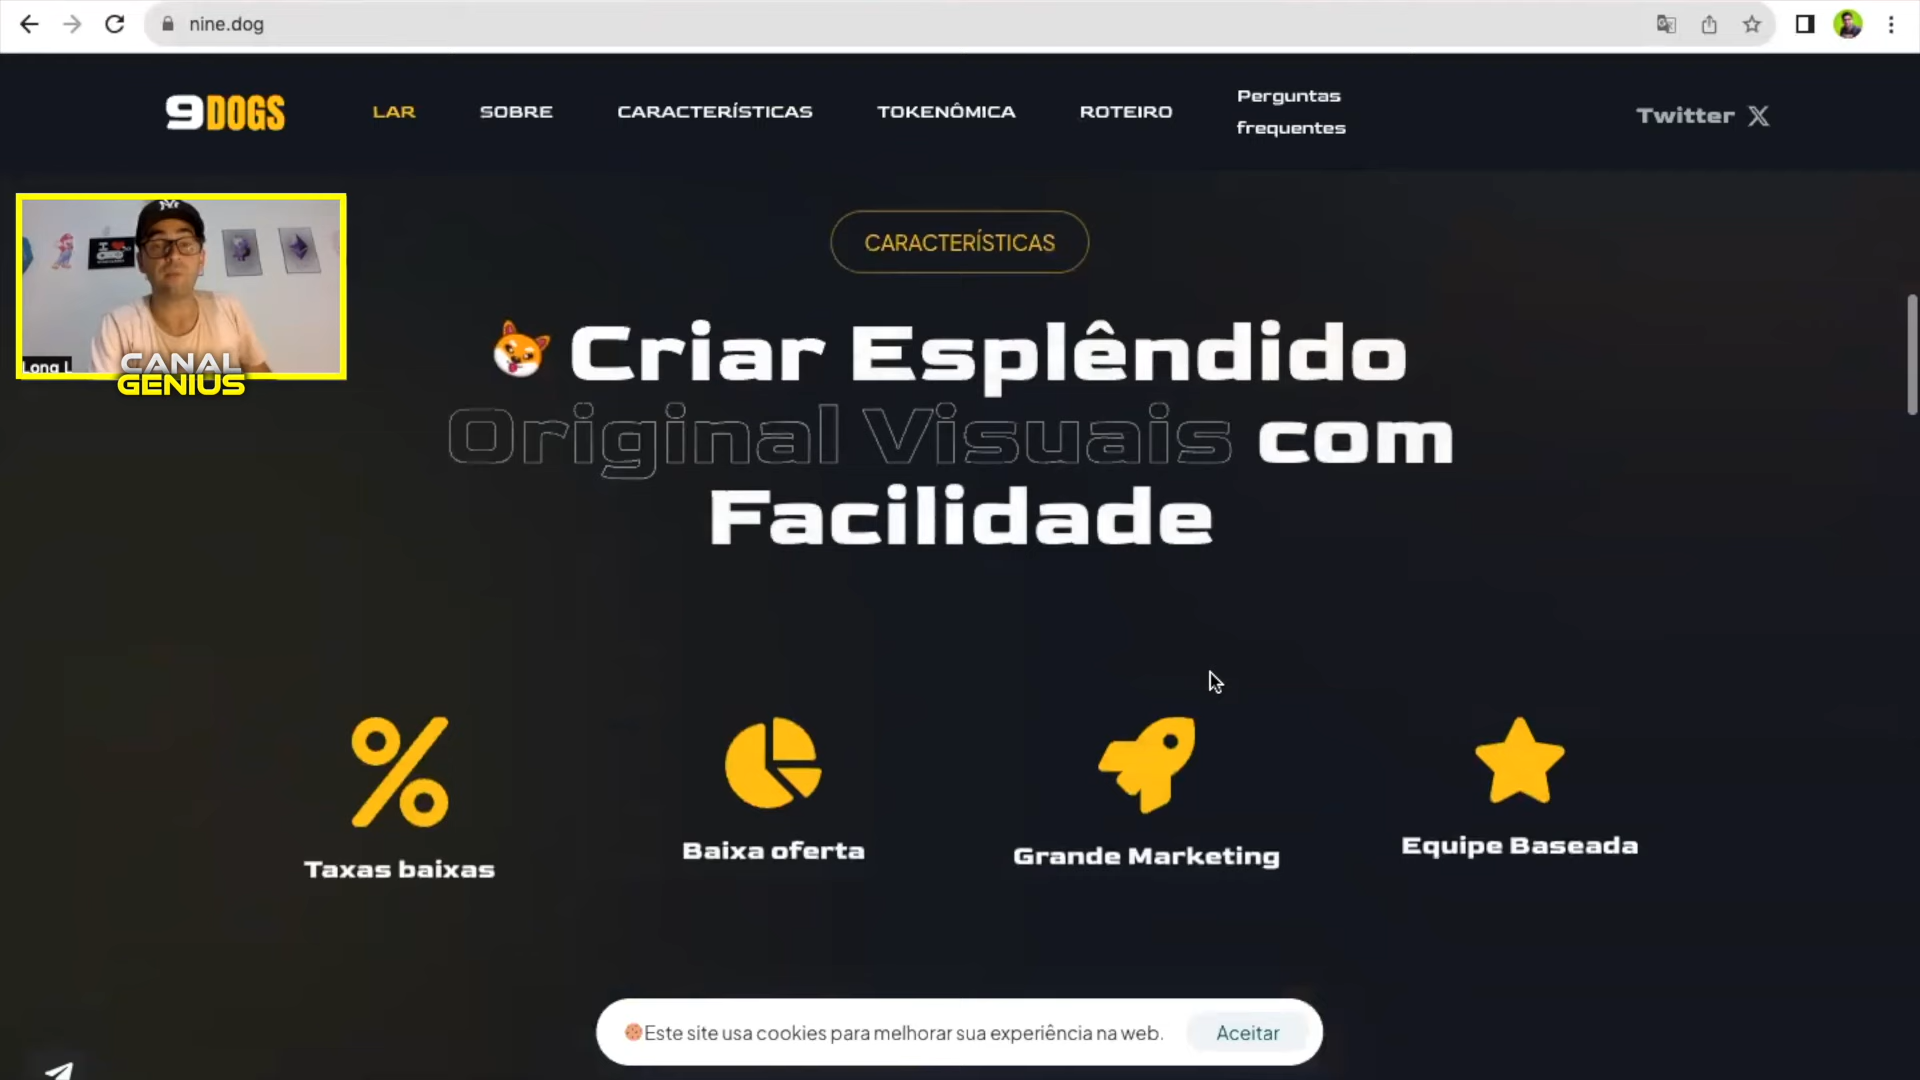 nine.dog
9DOGS
LAR
SOBRE
CARACTERÍSTICAS
TOKENÔMICA
ROTEIRO
Perguntas
frequentes
Twitter X
CANAL
GENIUS
CARACTERÍSTICAS
Criar Esplêndido
Original Visuais com
Facilidade
Taxas baixas
Baixa oferta
Grande Marketing
Equipe Baseada
Este site usa cookies para melhorar sua experiência na web.
Aceitar